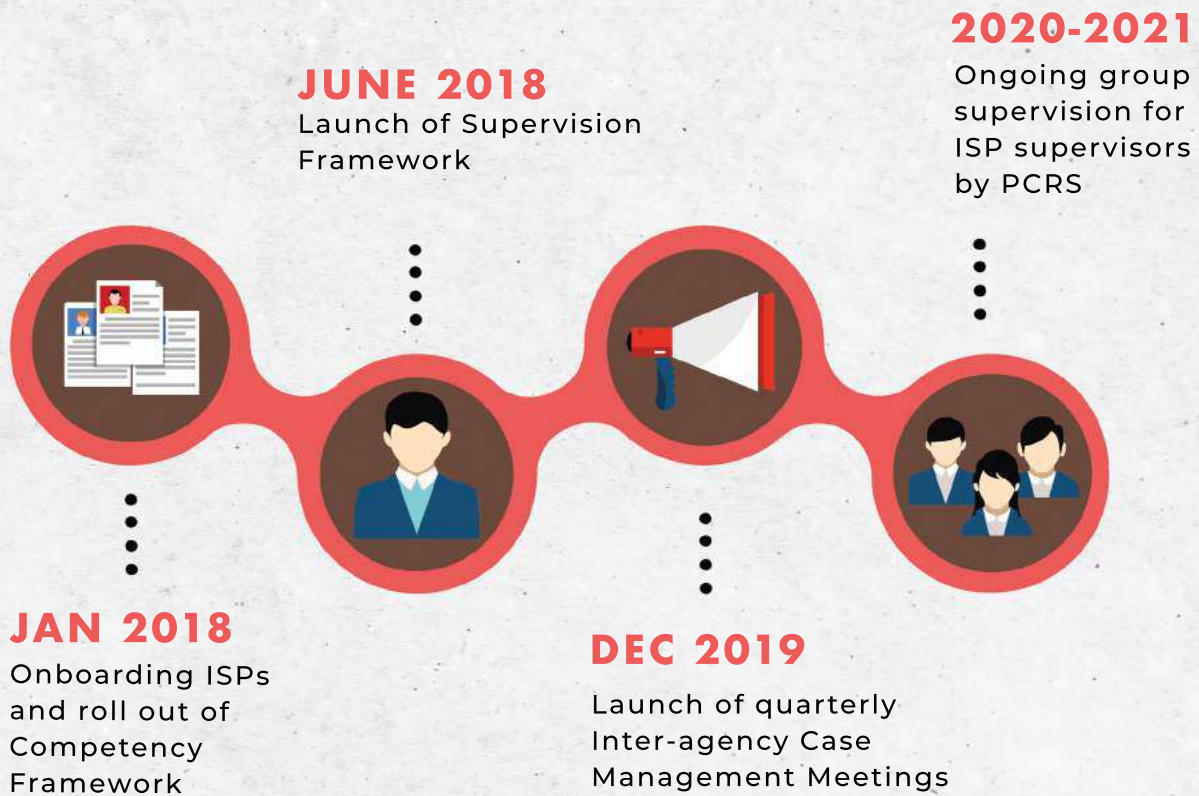 JAN 2018
Onboarding ISPs
and roll out of
Competency
Framework
JUNE 2018
Launch of Supervision
Framework
DEC 2019
Launch of quarterly
Inter-agency Case
Management Meetings
2020-2021
Ongoing group
supervision for
ISP supervisors
by PCRS